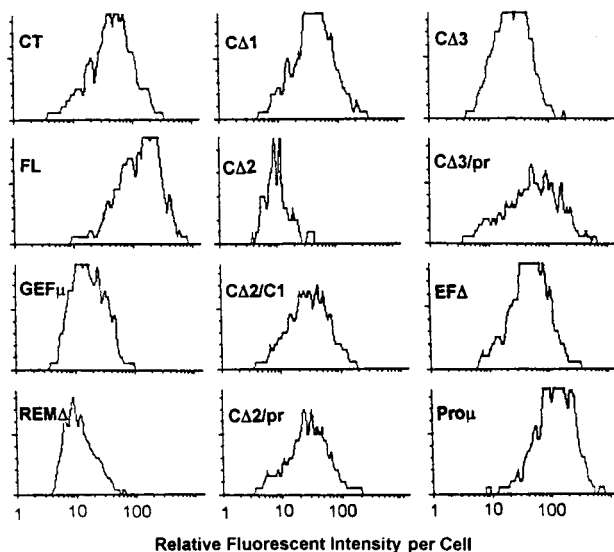 CT
CΔ1
CΔ3
FL
CΔ2
CΔ3/pr
GEFμ
CΔ2/C1
EFΔ
REMΔ
CΔ2/pr
Proμ
1 10 100
1 10 100
1 10 100
Relative Fluorescent Intensity per Cell